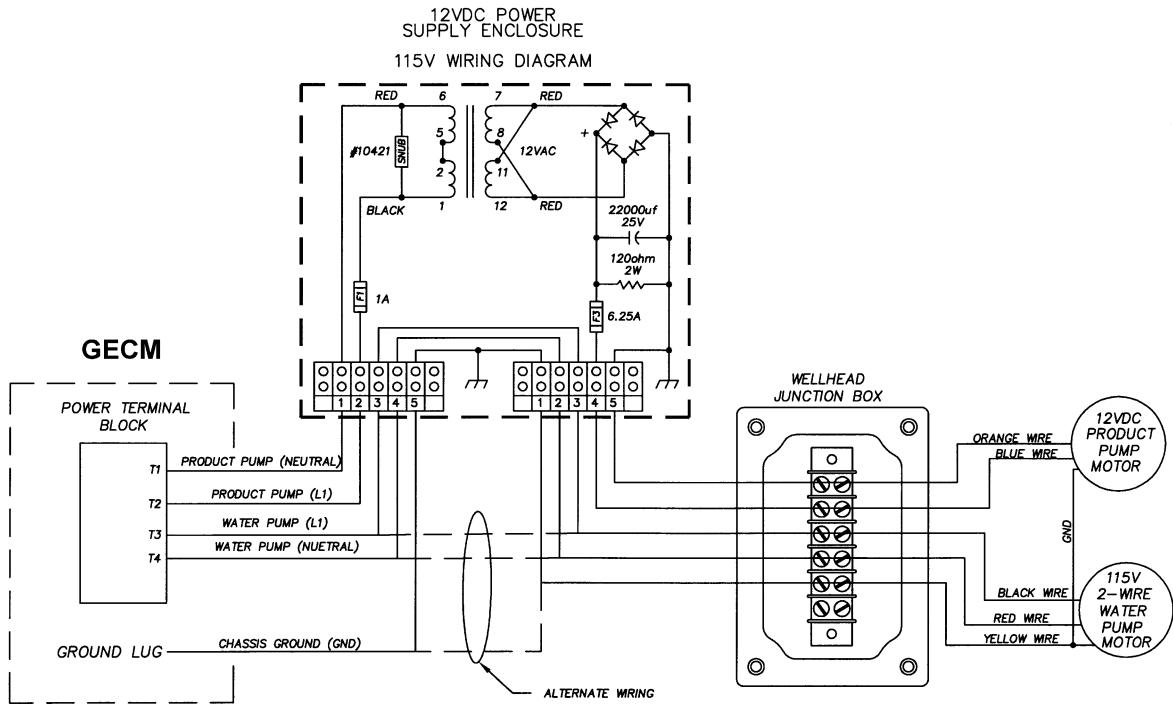 12VDC POWER
SUPPLY ENCLOSURE
115V WIRING DIAGRAM
RED
6
7
RED
#10421
SNUB
5
8
+
12VAC
2
11
BLACK
1
12
RED
22000uf
25V
120ohm
2W
F1
1A
F3
6.25A
GECM
1 2 3 4 5
1 2 3 4 5
WELLHEAD
JUNCTION BOX
POWER TERMINAL
BLOCK
T1
PRODUCT PUMP (NEUTRAL)
T2
PRODUCT PUMP (L1)
T3
WATER PUMP (L1)
T4
WATER PUMP (NUETRAL)
ORANGE WIRE
BLUE WIRE
12VDC
PRODUCT
PUMP
MOTOR
GND
BLACK WIRE
RED WIRE
YELLOW WIRE
115V
2-WIRE
WATER
PUMP
MOTOR
GROUND LUG
CHASSIS GROUND (GND)
ALTERNATE WIRING